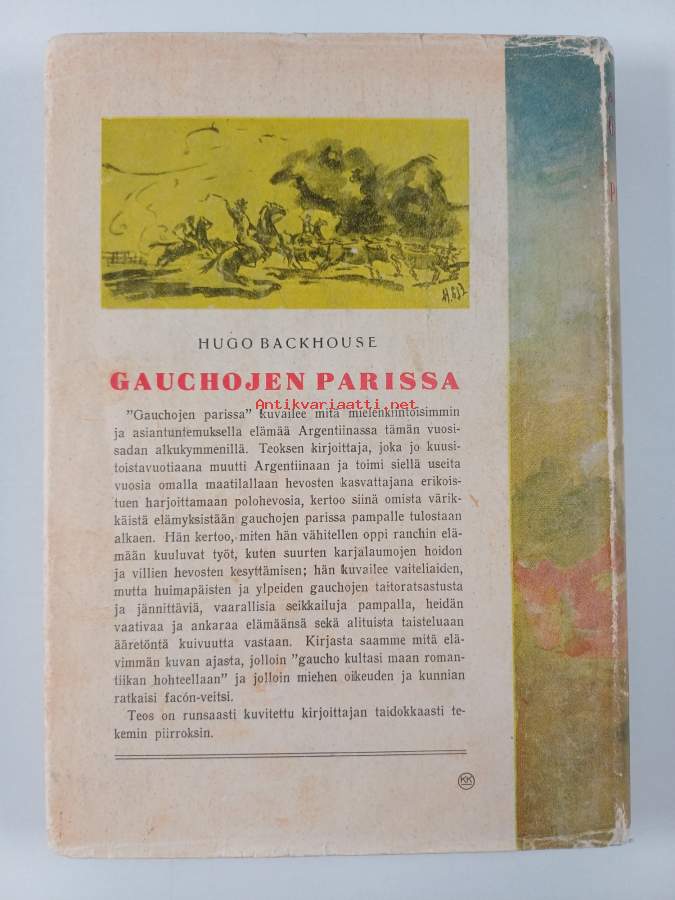 H.G.B?
HUGO BACKHOUSE
GAUCHOJEN PARISSA
Antikvariaatti.net
"Gauchojen parissa" kuvailee mitä mielenkiintoisimmin
ja asiantuntemuksella elämää Argentiinassa tämän vuosi-
sadan alkukymmenillä. Teoksen kirjoittaja, joka jo kuusi-
toistavuotiaana muutti Argentiinaan ja toimi siellä useita
vuosia omalla maatilallaan hevosten kasvattajana erikois-
tuen harjoittamaan polohevosia, kertoo siinä omista värik-
käistä elämyksistään gauchojen parissa pampalle tulostaan
alkaen. Hän kertoo, miten hän vähitellen oppi ranchin elä-
mään kuuluvat työt, kuten suurten karjalaumojen hoidon
ja villien hevosten kesyttämisen; hän kuvailee vaiteliaiden,
mutta huimapäisten ja ylpeiden gauchojen taitoratsastusta
ja jännittäviä, vaarallisia seikkailuja pampalla, heidän
vaativaa ja ankaraa elämäänsä sekä alituista taisteluaan
ääretöntä kuivuutta vastaan. Kirjasta saamme mitä elä-
vimmän kuvan ajasta, jolloin "gaucho kultasi maan roman-
tiikan hohteellaan" ja jolloin miehen oikeuden ja kunnian
ratkaisi facón-veitsi.
Teos on runsaasti kuvitettu kirjoittajan taidokkaasti te-
kemin piirroksin.
KK